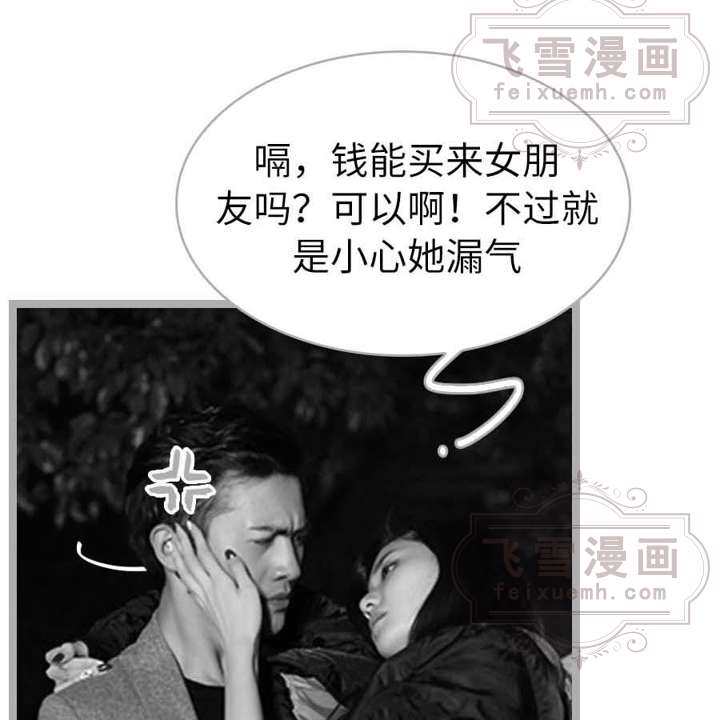 飞雪漫画
feixuemh.com
嗝，钱能买来女朋
友吗？可以啊！不过就
是小心她漏气
飞雪漫画
feixuemh.com